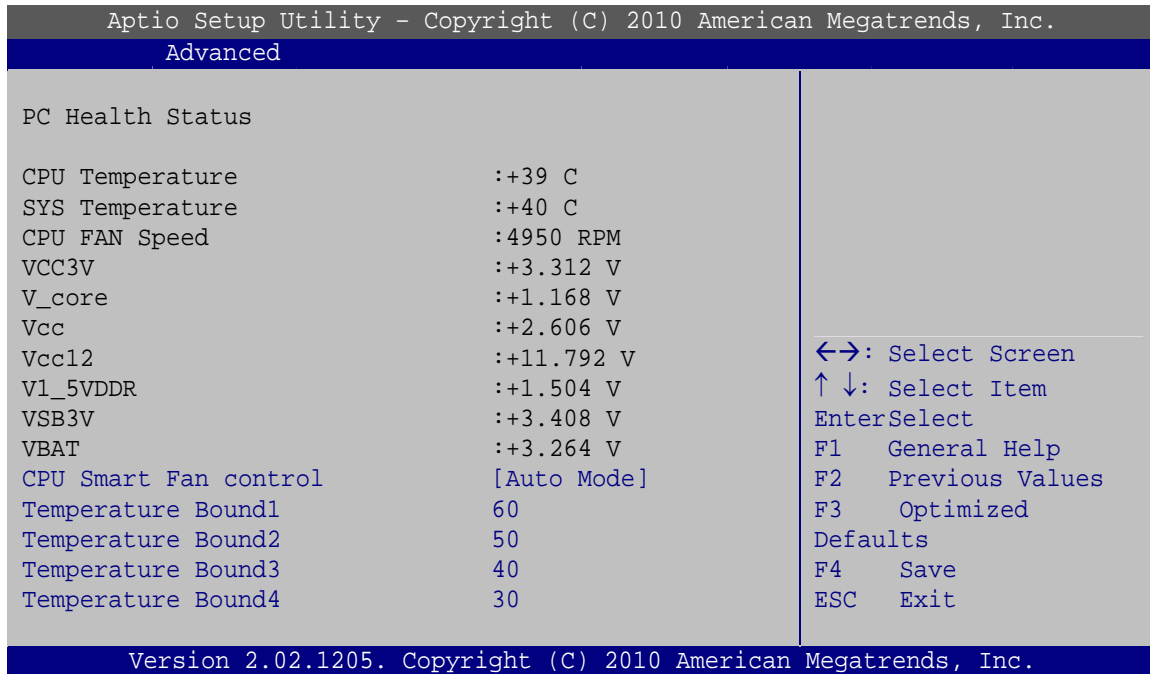 Aptio Setup Utility – Copyright (C) 2010 American Megatrends, Inc.
Advanced
PC Health Status
CPU Temperature :+39 C
SYS Temperature :+40 C
CPU FAN Speed :4950 RPM
VCC3V :+3.312 V
V_core :+1.168 V
Vcc :+2.606 V
Vcc12 :+11.792 V
V1_5VDDR :+1.504 V
VSB3V :+3.408 V
VBAT :+3.264 V
CPU Smart Fan control [Auto Mode]
Temperature Bound1 60
Temperature Bound2 50
Temperature Bound3 40
Temperature Bound4 30
←→: Select Screen
↑ ↓: Select Item
EnterSelect
F1 General Help
F2 Previous Values
F3 Optimized
Defaults
F4 Save
ESC Exit
Version 2.02.1205. Copyright (C) 2010 American Megatrends, Inc.